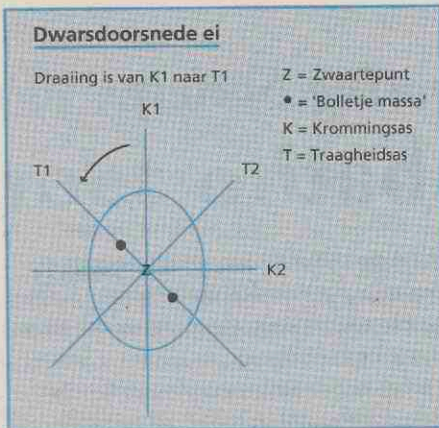 Dwarsdoorsnede ei
Draaiing is van K1 naar T1
Z = Zwaartepunt
• = 'Bolletje massa'
K = Krommingsas
T = Traagheidsas
K1
T1
T2
Z
K2